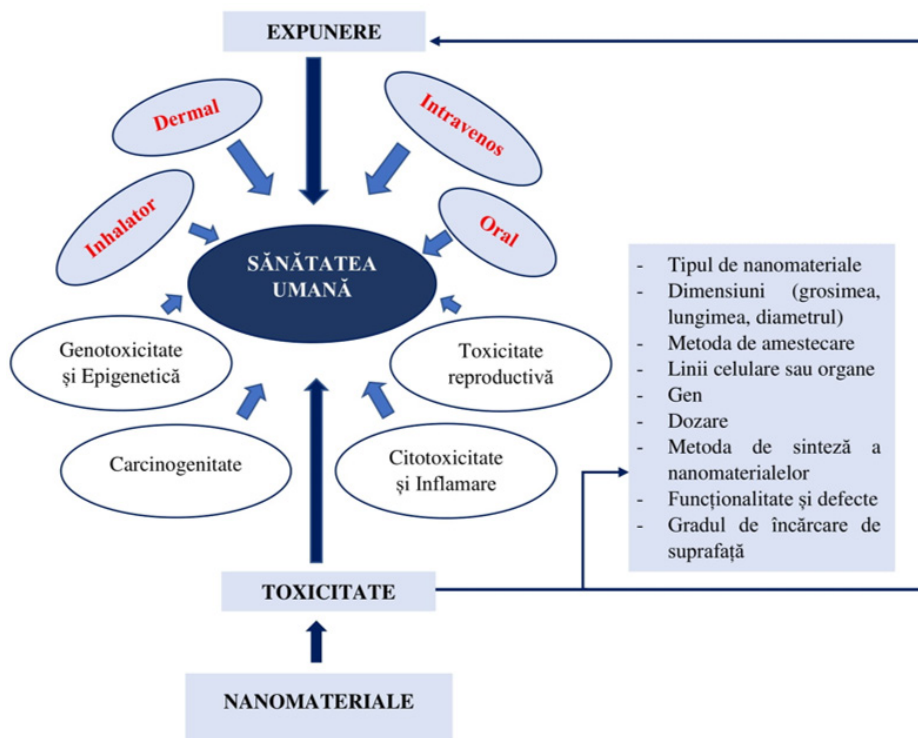 EXPUNERE
Dermal
Intravenos
Inhalator
Oral
SĂNĂTATEA
UMANĂ
Genotoxicitate
și Epigenetică
Toxicitate
reproductivă
Carcinogenitate
Citotoxicitate
și Inflamare
- Tipul de nanomateriale
- Dimensiuni (grosimea,
lungimea, diametrul)
- Metoda de amestecare
- Linii celulare sau organe
- Gen
- Dozare
- Metoda de sinteză a
nanomaterialelor
- Funcționalitate și defecte
- Gradul de încărcare de
suprafață
TOXICITATE
NANOMATERIALE